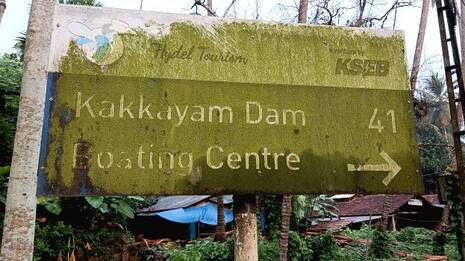 Hydel Tourism
KSEB
Kakkayam Dam 41
Boating Centre